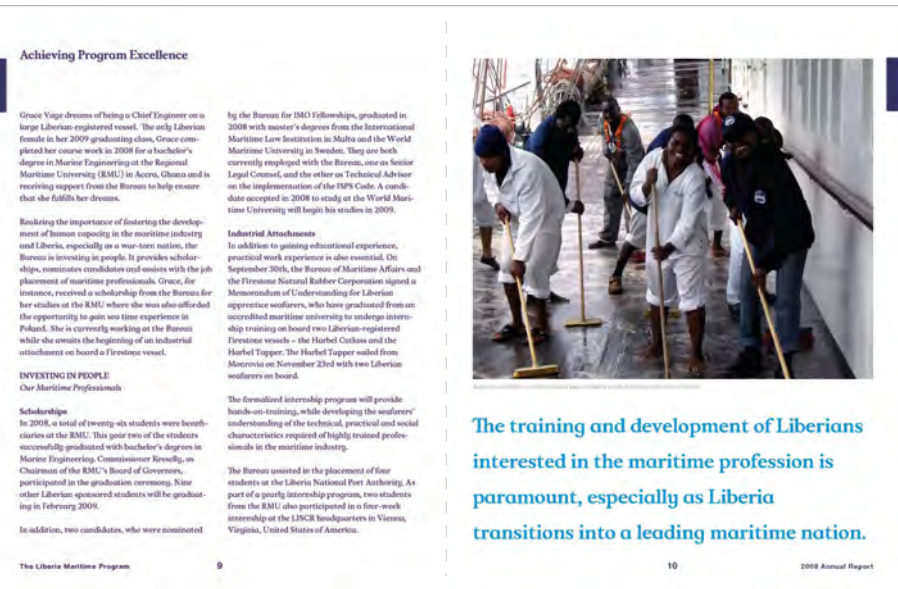 Achieving Program Excellence
Grace Vage dreams of being a Chief Engineer on a
large Liberian-registered vessel. The only Liberian
female in her 2009 graduating class, Grace com-
pleted her course work in 2008 for a bachelor's
degree in Marine Engineering at the Regional
Maritime University (RMU) in Accra, Ghana and is
receiving support from the Bureau to help ensure
that she fulfills her dreams.
Realizing the importance of fostering the develop-
ment of human capacity in the maritime industry
and Liberia, especially as a war-torn nation, the
Bureau is investing in people. It provides scholar-
ships, nominates candidates and assists with the job
placement of maritime professionals. Grace, for
instance, received a scholarship from the Bureau for
her studies at the RMU where she was also afforded
the opportunity to gain sea time experience in
Poland. She is currently working at the Bureau
while she awaits the beginning of an industrial
attachment on board a Firestone vessel.
INVESTING IN PEOPLE
Our Maritime Professionals
Scholarships
In 2008, a total of twenty-six students were benefi-
ciaries at the RMU. This year two of the students
successfully graduated with bachelor's degrees in
Marine Engineering. Commissioner Kesselly, as
Chairman of the RMU's Board of Governors,
participated in the graduation ceremony. Nine
other Liberian sponsored students will be graduat-
ing in February 2009.
In addition, two candidates, who were nominated
by the Bureau for IMO Fellowships, graduated in
2008 with master's degrees from the International
Maritime Law Institution in Malta and the World
Maritime University in Sweden. They are both
currently employed with the Bureau, one as Senior
Legal Counsel, and the other as Technical Advisor
on the implementation of the ISPS Code. A candi-
date accepted in 2008 to study at the World Mari-
time University will begin his studies in 2009.
Industrial Attachments
In addition to gaining educational experience,
practical work experience is also essential. On
September 30th, the Bureau of Maritime Affairs and
the Firestone Natural Rubber Corporation signed a
Memorandum of Understanding for Liberian
apprentice seafarers, who have graduated from an
accredited maritime university to undergo intern-
ship training on board two Liberian-registered
Firestone vessels – the Harbel Cutlass and the
Harbel Tapper. The Harbel Tapper sailed from
Monrovia on November 23rd with two Liberian
seafarers on board.
The formalized internship program will provide
hands-on-training, while developing the seafarers'
understanding of the technical, practical and social
characteristics required of highly trained profes-
sionals in the maritime industry.
The Bureau assisted in the placement of four
students at the Liberia National Port Authority. As
part of a yearly internship program, two students
from the RMU also participated in a four-week
internship at the LISCR headquarters in Vienna,
Virginia, United States of America.
The Liberia Maritime Program
9
The training and development of Liberians
interested in the maritime profession is
paramount, especially as Liberia
transitions into a leading maritime nation.
10
2008 Annual Report